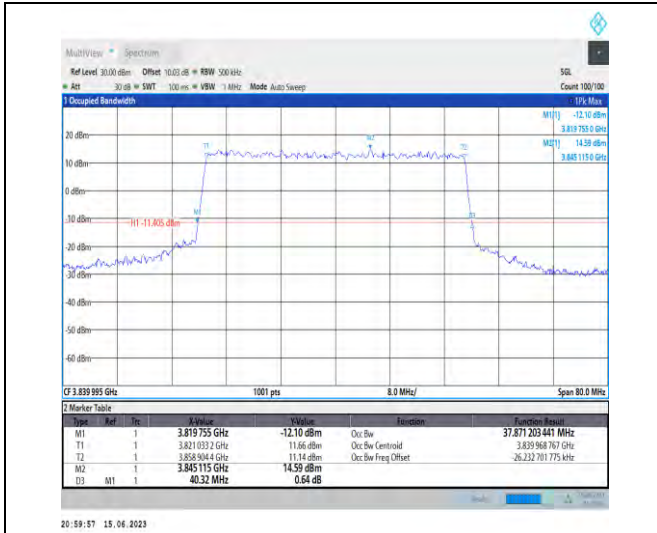 MultiView Spectrum
Ref Level 30.00 dBm Offset 10.03 dB RBW 500 kHz SGL
Att 30 dB SWT 100 ms VBW 1 MHz Mode Auto Sweep Count 100/100
1 Occupied Bandwidth 1Pk Max
M1[1] -12.10 dBm
3.819 755 0 GHz
M2[1] 14.59 dBm
3.845 115 0 GHz
20 dBm
M2
T1 T2
10 dBm
0 dBm
-10 dBm M1
H1 -11.405 dBm
-20 dBm
-30 dBm
-40 dBm
-50 dBm
-60 dBm
CF 3.839 995 GHz 1001 pts 8.0 MHz/ Span 80.0 MHz
2 Marker Table
Type Ref Trc X-Value Y-Value Function Function Result
M1 1 3.819 755 GHz -12.10 dBm Occ Bw 37.871 203 441 MHz
T1 1 3.821 033 2 GHz 11.66 dBm Occ Bw Centroid 3.839 968 767 GHz
T2 1 3.858 904 4 GHz 11.14 dBm Occ Bw Freq Offset -26.232 701 775 kHz
M2 1 3.845 115 GHz 14.59 dBm
D3 M1 1 40.32 MHz 0.64 dB
20:59:57 15.06.2023